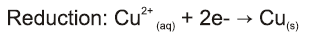 Reduction: Cu²⁺₍aq₎ + 2e- → Cu₍s₎